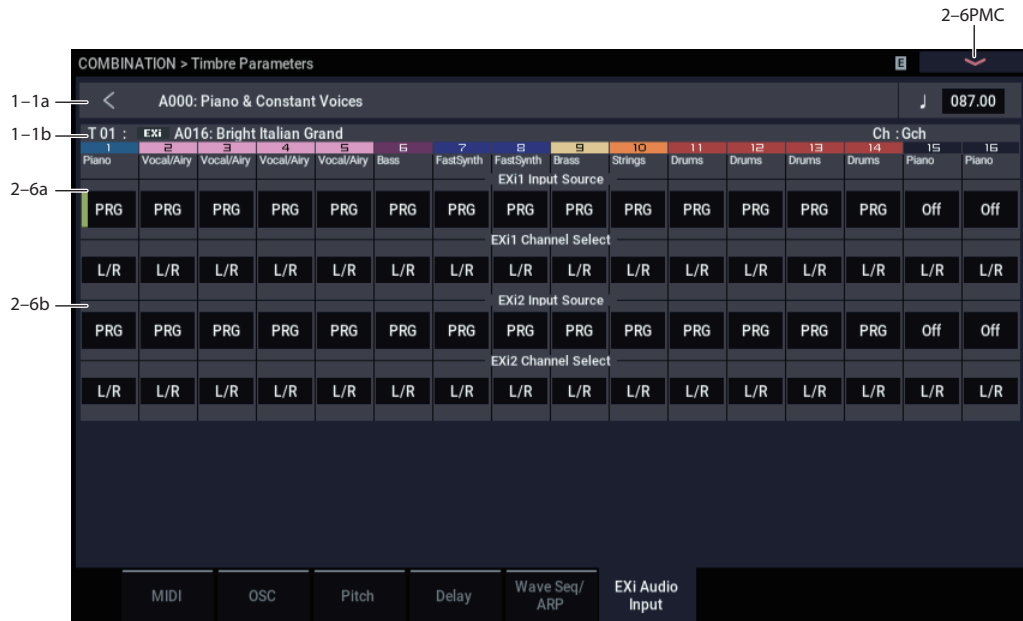 2–6PMC
COMBINATION > Timbre Parameters E
1–1a A000: Piano & Constant Voices ♩ 087.00
1–1b T 01 : EXi A016: Bright Italian Grand Ch : Gch
1 2 3 4 5 6 7 8 9 10 11 12 13 14 15 16
Piano Vocal/Airy Vocal/Airy Vocal/Airy Vocal/Airy Bass FastSynth FastSynth Brass Strings Drums Drums Drums Drums Piano Piano
2–6a EXi1 Input Source
PRG PRG PRG PRG PRG PRG PRG PRG PRG PRG PRG PRG PRG PRG Off Off
EXi1 Channel Select
L/R L/R L/R L/R L/R L/R L/R L/R L/R L/R L/R L/R L/R L/R L/R L/R
2–6b EXi2 Input Source
PRG PRG PRG PRG PRG PRG PRG PRG PRG PRG PRG PRG PRG PRG Off Off
EXi2 Channel Select
L/R L/R L/R L/R L/R L/R L/R L/R L/R L/R L/R L/R L/R L/R L/R L/R
MIDI OSC Pitch Delay Wave Seq/ EXi Audio
ARP Input